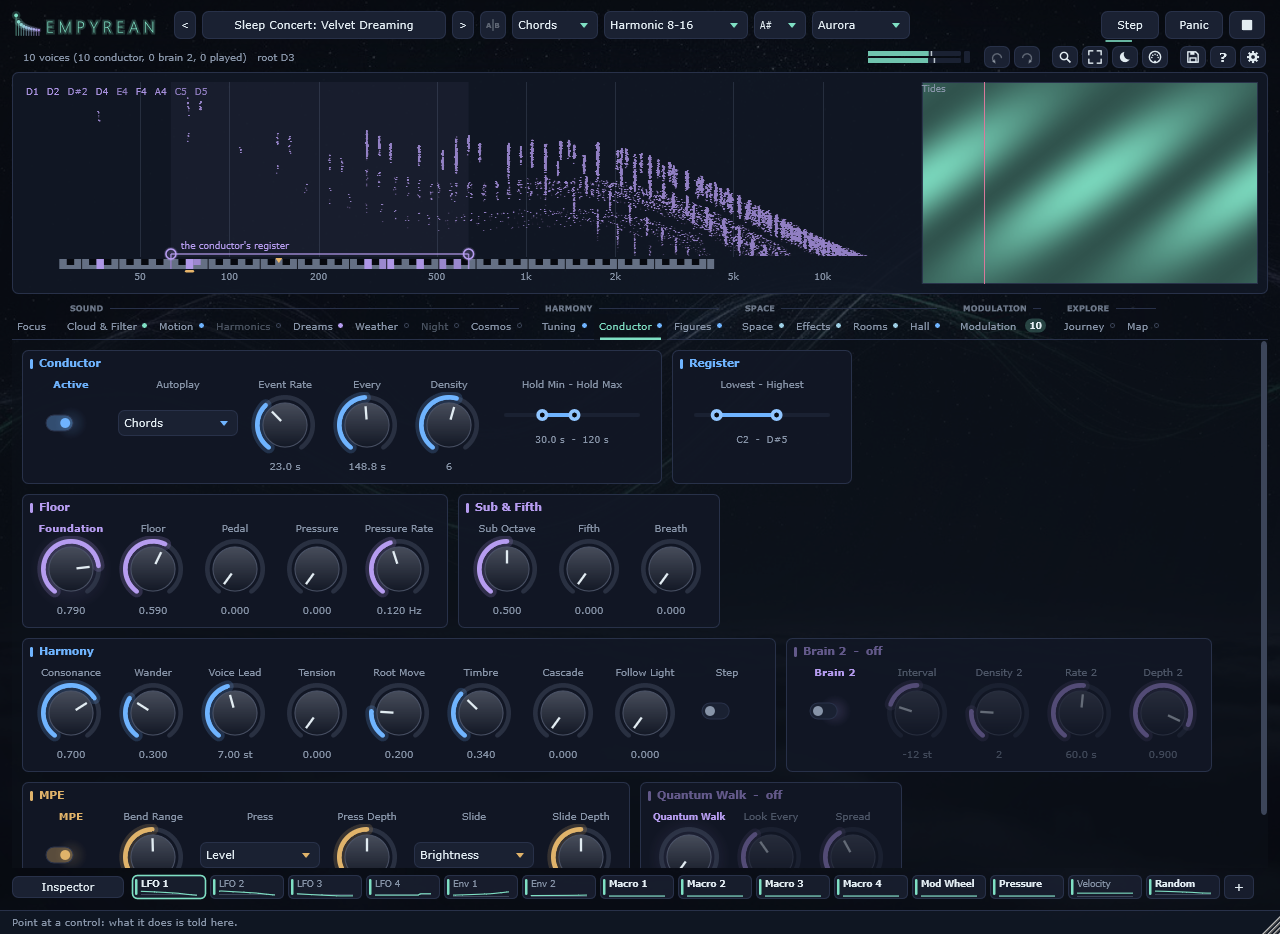 EMPYREAN
< Sleep Concert: Velvet Dreaming > A|B Chords Harmonic 8-16 A# Aurora Step Panic
10 voices (10 conductor, 0 brain 2, 0 played) root D3
?
D1 D2 D#2 D4 E4 F4 A4 C5 D5
Tides
the conductor's register
50 100 200 500 1k 2k 5k 10k
SOUND HARMONY SPACE MODULATION EXPLORE
Focus Cloud & Filter Motion Harmonics Dreams Weather Night Cosmos Tuning Conductor Figures Space Effects Rooms Hall Modulation 10 Journey Map
Conductor
Active Autoplay Event Rate Every Density Hold Min - Hold Max
Chords
30.0 s - 120 s
23.0 s 148.8 s 6
Register
Lowest - Highest
C2 - D#5
Floor
Foundation Floor Pedal Pressure Pressure Rate
0.790 0.590 0.000 0.000 0.120 Hz
Sub & Fifth
Sub Octave Fifth Breath
0.500 0.000 0.000
Harmony
Consonance Wander Voice Lead Tension Root Move Timbre Cascade Follow Light Step
0.700 0.300 7.00 st 0.000 0.200 0.340 0.000 0.000
Brain 2 - off
Brain 2 Interval Density 2 Rate 2 Depth 2
-12 st 2 60.0 s 0.900
MPE
MPE Bend Range Press Press Depth Slide Slide Depth
Level Brightness
Quantum Walk - off
Quantum Walk Look Every Spread
Inspector LFO 1 LFO 2 LFO 3 LFO 4 Env 1 Env 2 Macro 1 Macro 2 Macro 3 Macro 4 Mod Wheel Pressure Velocity Random +
Point at a control: what it does is told here.